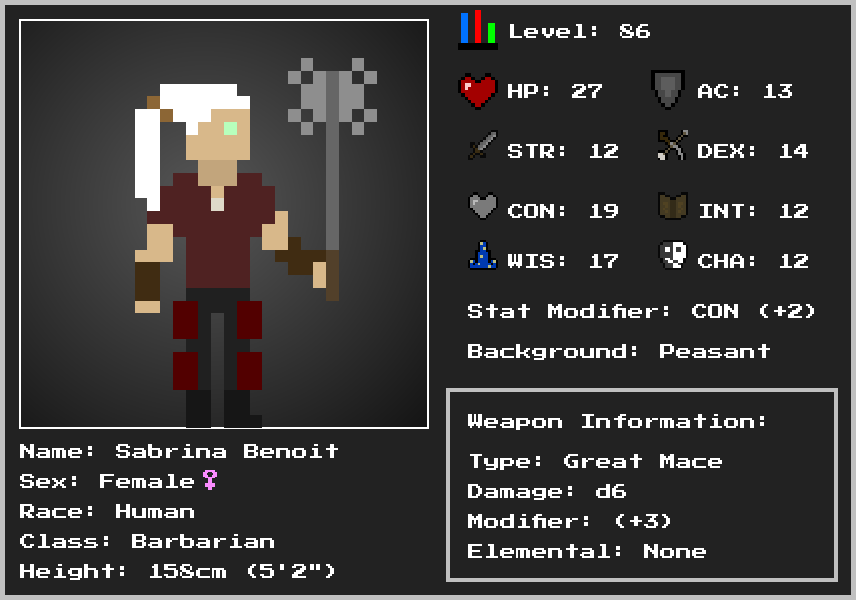 Level: 86
HP: 27
AC: 13
STR: 12
DEX: 14
CON: 19
INT: 12
WIS: 17
CHA: 12
Stat Modifier: CON (+2)
Background: Peasant
Weapon Information:
Type: Great Mace
Damage: d6
Modifier: (+3)
Elemental: None
Name: Sabrina Benoit
Sex: Female♀
Race: Human
Class: Barbarian
Height: 158cm (5'2")